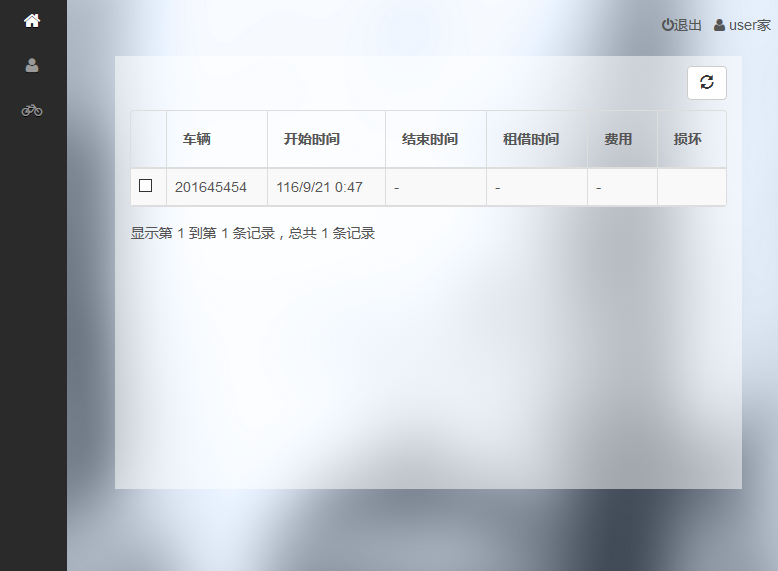 退出 user家
车辆 开始时间 结束时间 租借时间 费用 损坏
201645454 116/9/21 0:47 - - -
显示第 1 到第 1 条记录，总共 1 条记录